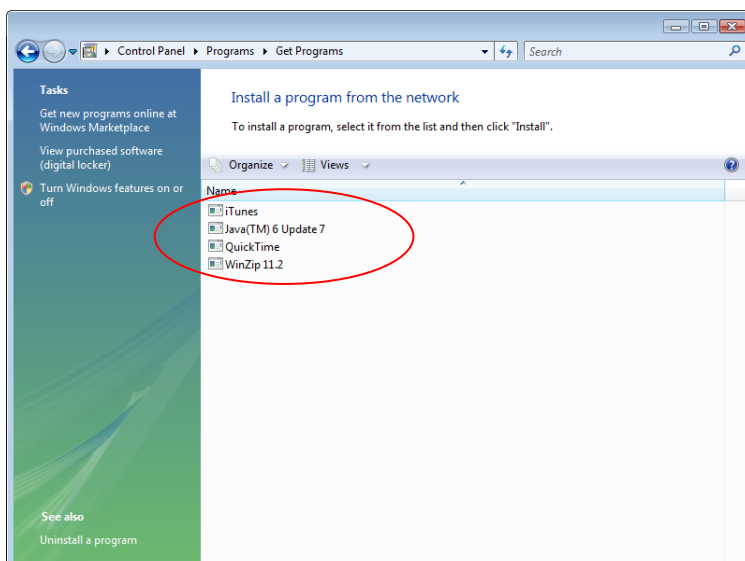 Control Panel Programs Get Programs
Search
Tasks
Get new programs online at
Windows Marketplace
View purchased software
(digital locker)
Turn Windows features on or
off
See also
Uninstall a program
Install a program from the network
To install a program, select it from the list and then click "Install".
Organize Views
Name
iTunes
Java(TM) 6 Update 7
QuickTime
WinZip 11.2